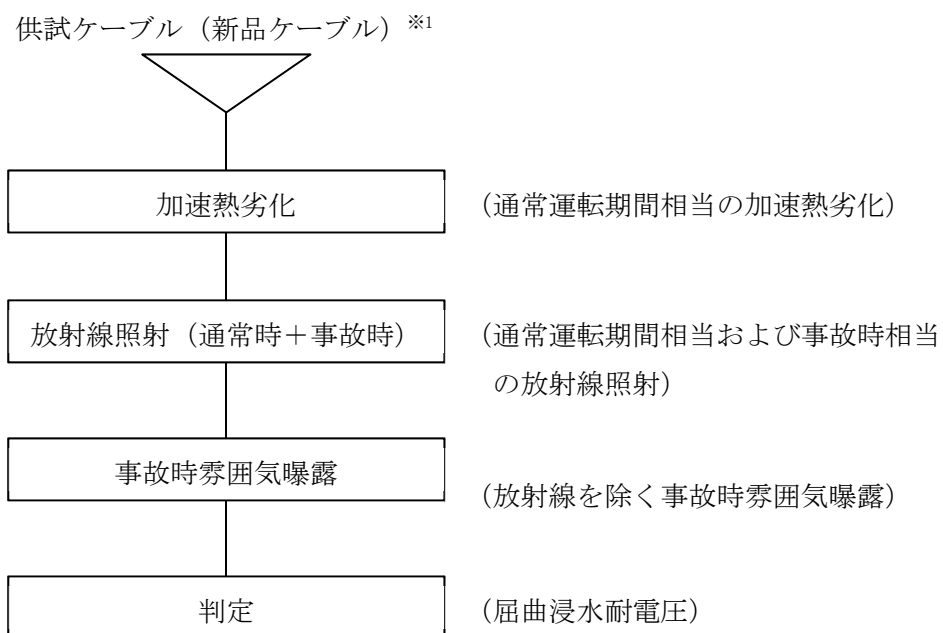 供試ケーブル（新品ケーブル）※1
加速熱劣化
（通常運転期間相当の加速熱劣化）
放射線照射（通常時＋事故時）
（通常運転期間相当および事故時相当
の放射線照射）
事故時雰囲気曝露
（放射線を除く事故時雰囲気曝露）
判定
（屈曲浸水耐電圧）